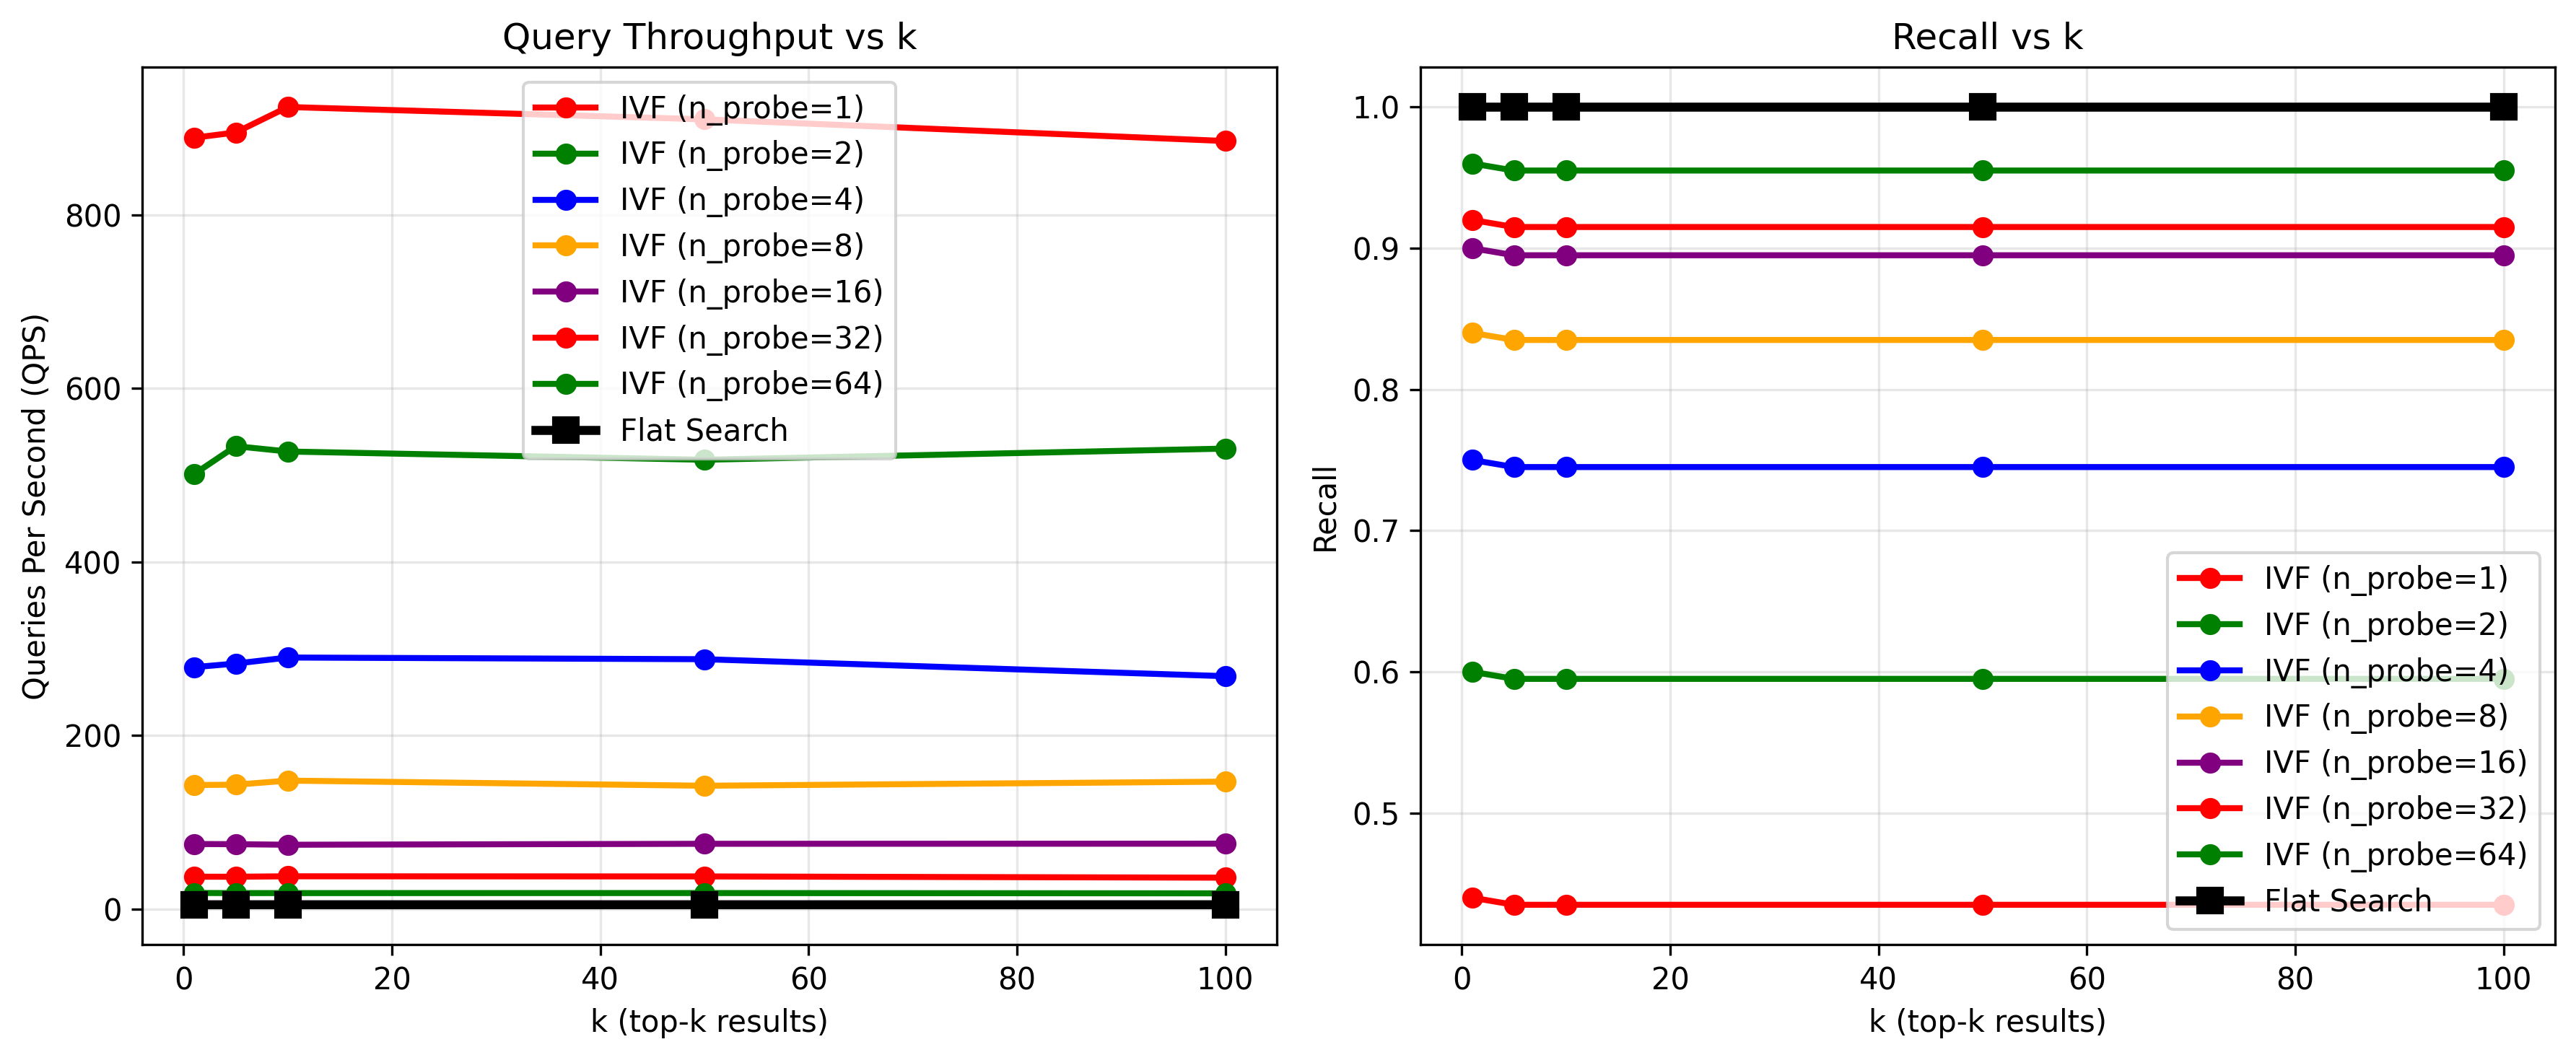 Query Throughput vs k
Queries Per Second (QPS)
800
600
400
200
0
IVF (n_probe=1)
IVF (n_probe=2)
IVF (n_probe=4)
IVF (n_probe=8)
IVF (n_probe=16)
IVF (n_probe=32)
IVF (n_probe=64)
Flat Search
0 20 40 60 80 100
k (top-k results)
Recall vs k
Recall
1.0
0.9
0.8
0.7
0.6
0.5
IVF (n_probe=1)
IVF (n_probe=2)
IVF (n_probe=4)
IVF (n_probe=8)
IVF (n_probe=16)
IVF (n_probe=32)
IVF (n_probe=64)
Flat Search
0 20 40 60 80 100
k (top-k results)